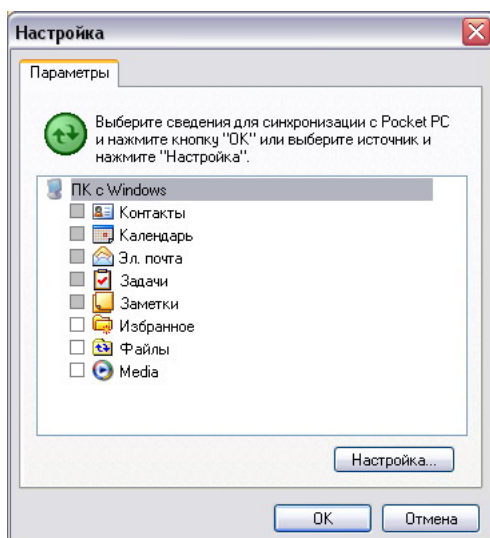 Настройка
Параметры
Выберите сведения для синхронизации с Pocket PC
и нажмите кнопку "ОК" или выберите источник и
нажмите "Настройка".
ПК с Windows
Контакты
Календарь
Эл. почта
Задачи
Заметки
Избранное
Файлы
Media
Настройка...
ОК
Отмена